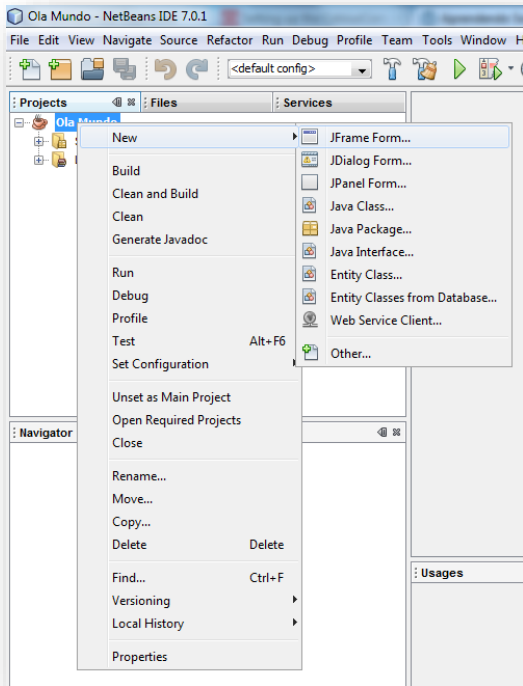 Ola Mundo - NetBeans IDE 7.0.1
File Edit View Navigate Source Refactor Run Debug Profile Team Tools Window H
<default config>
Projects Files Services
Ola Mundo
New
Build
Clean and Build
Clean
Generate Javadoc
Run
Debug
Profile
Test Alt+F6
Set Configuration
Unset as Main Project
Open Required Projects
Close
Rename...
Move...
Copy...
Delete Delete
Find... Ctrl+F
Versioning
Local History
Properties
JFrame Form...
JDialog Form...
JPanel Form...
Java Class...
Java Package...
Java Interface...
Entity Class...
Entity Classes from Database...
Web Service Client...
Other...
Navigator
Usages